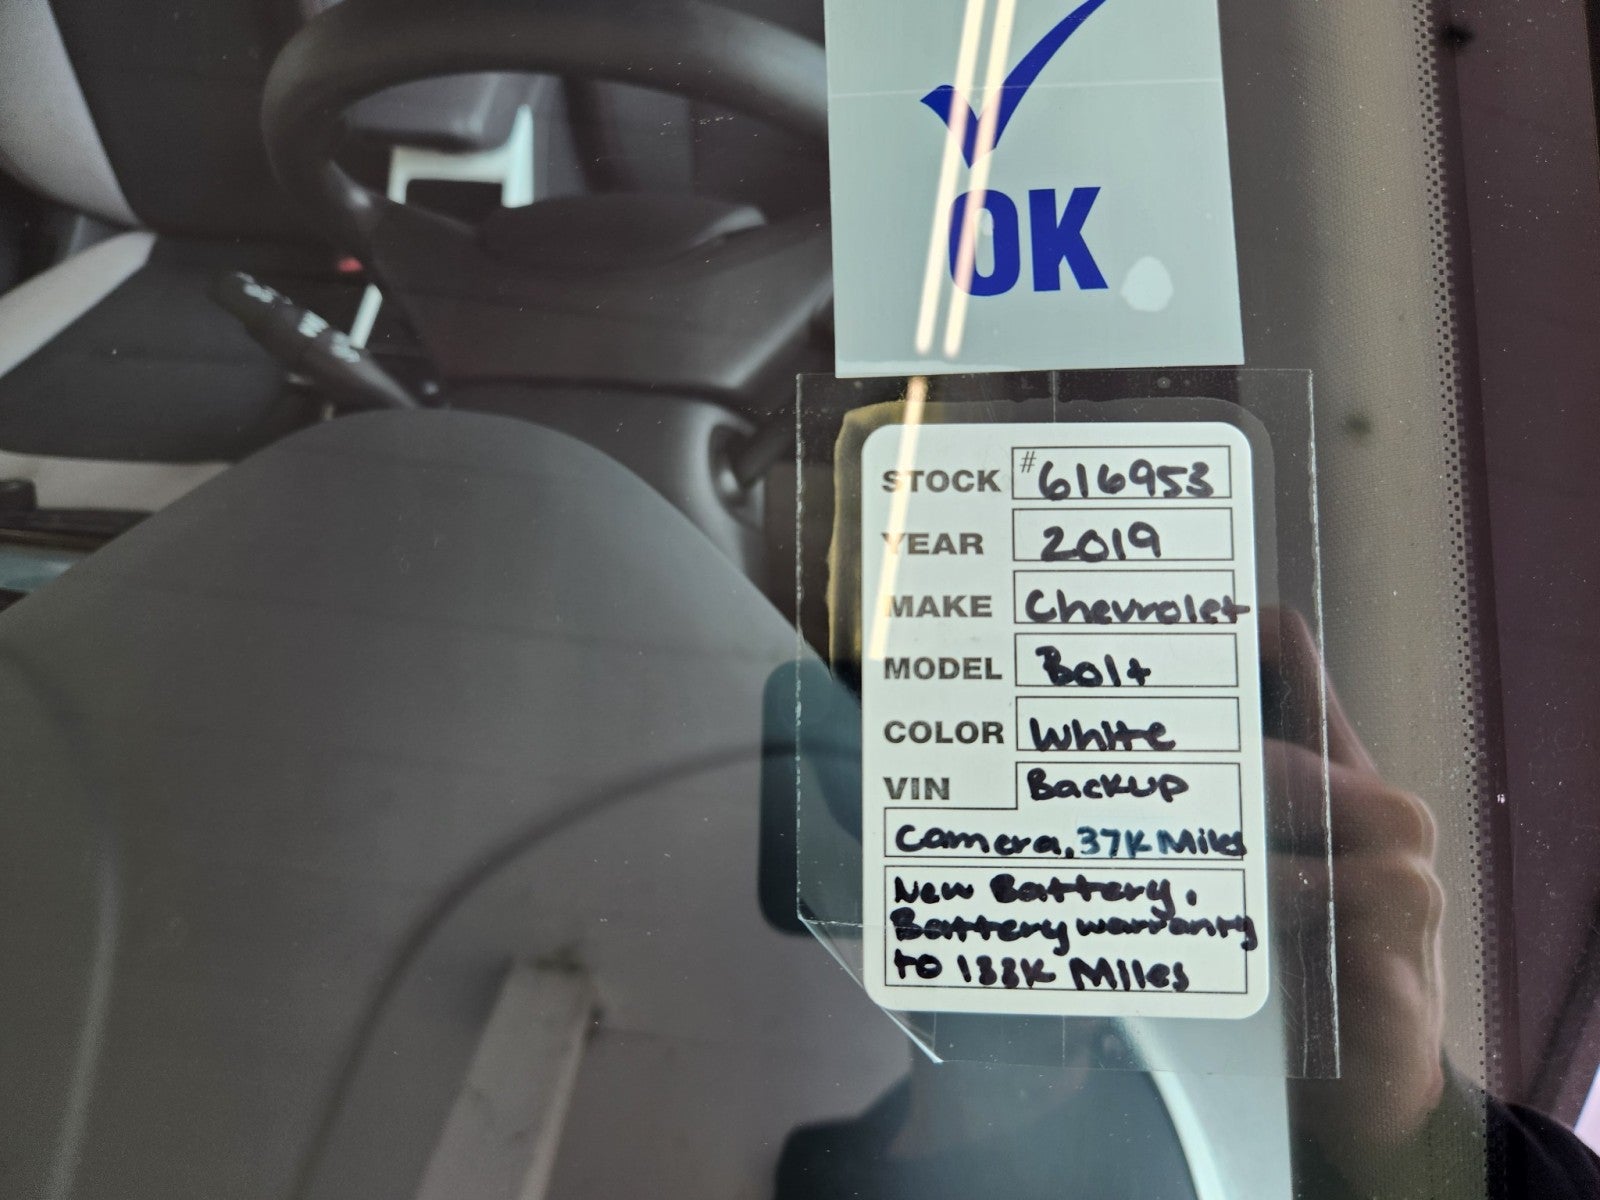 OK
STOCK #616953
YEAR 2019
MAKE Chevrolet
MODEL Bolt
COLOR White
VIN Backup
Camera. 37K Miles
New Battery.
Battery warranty
to 133K Miles